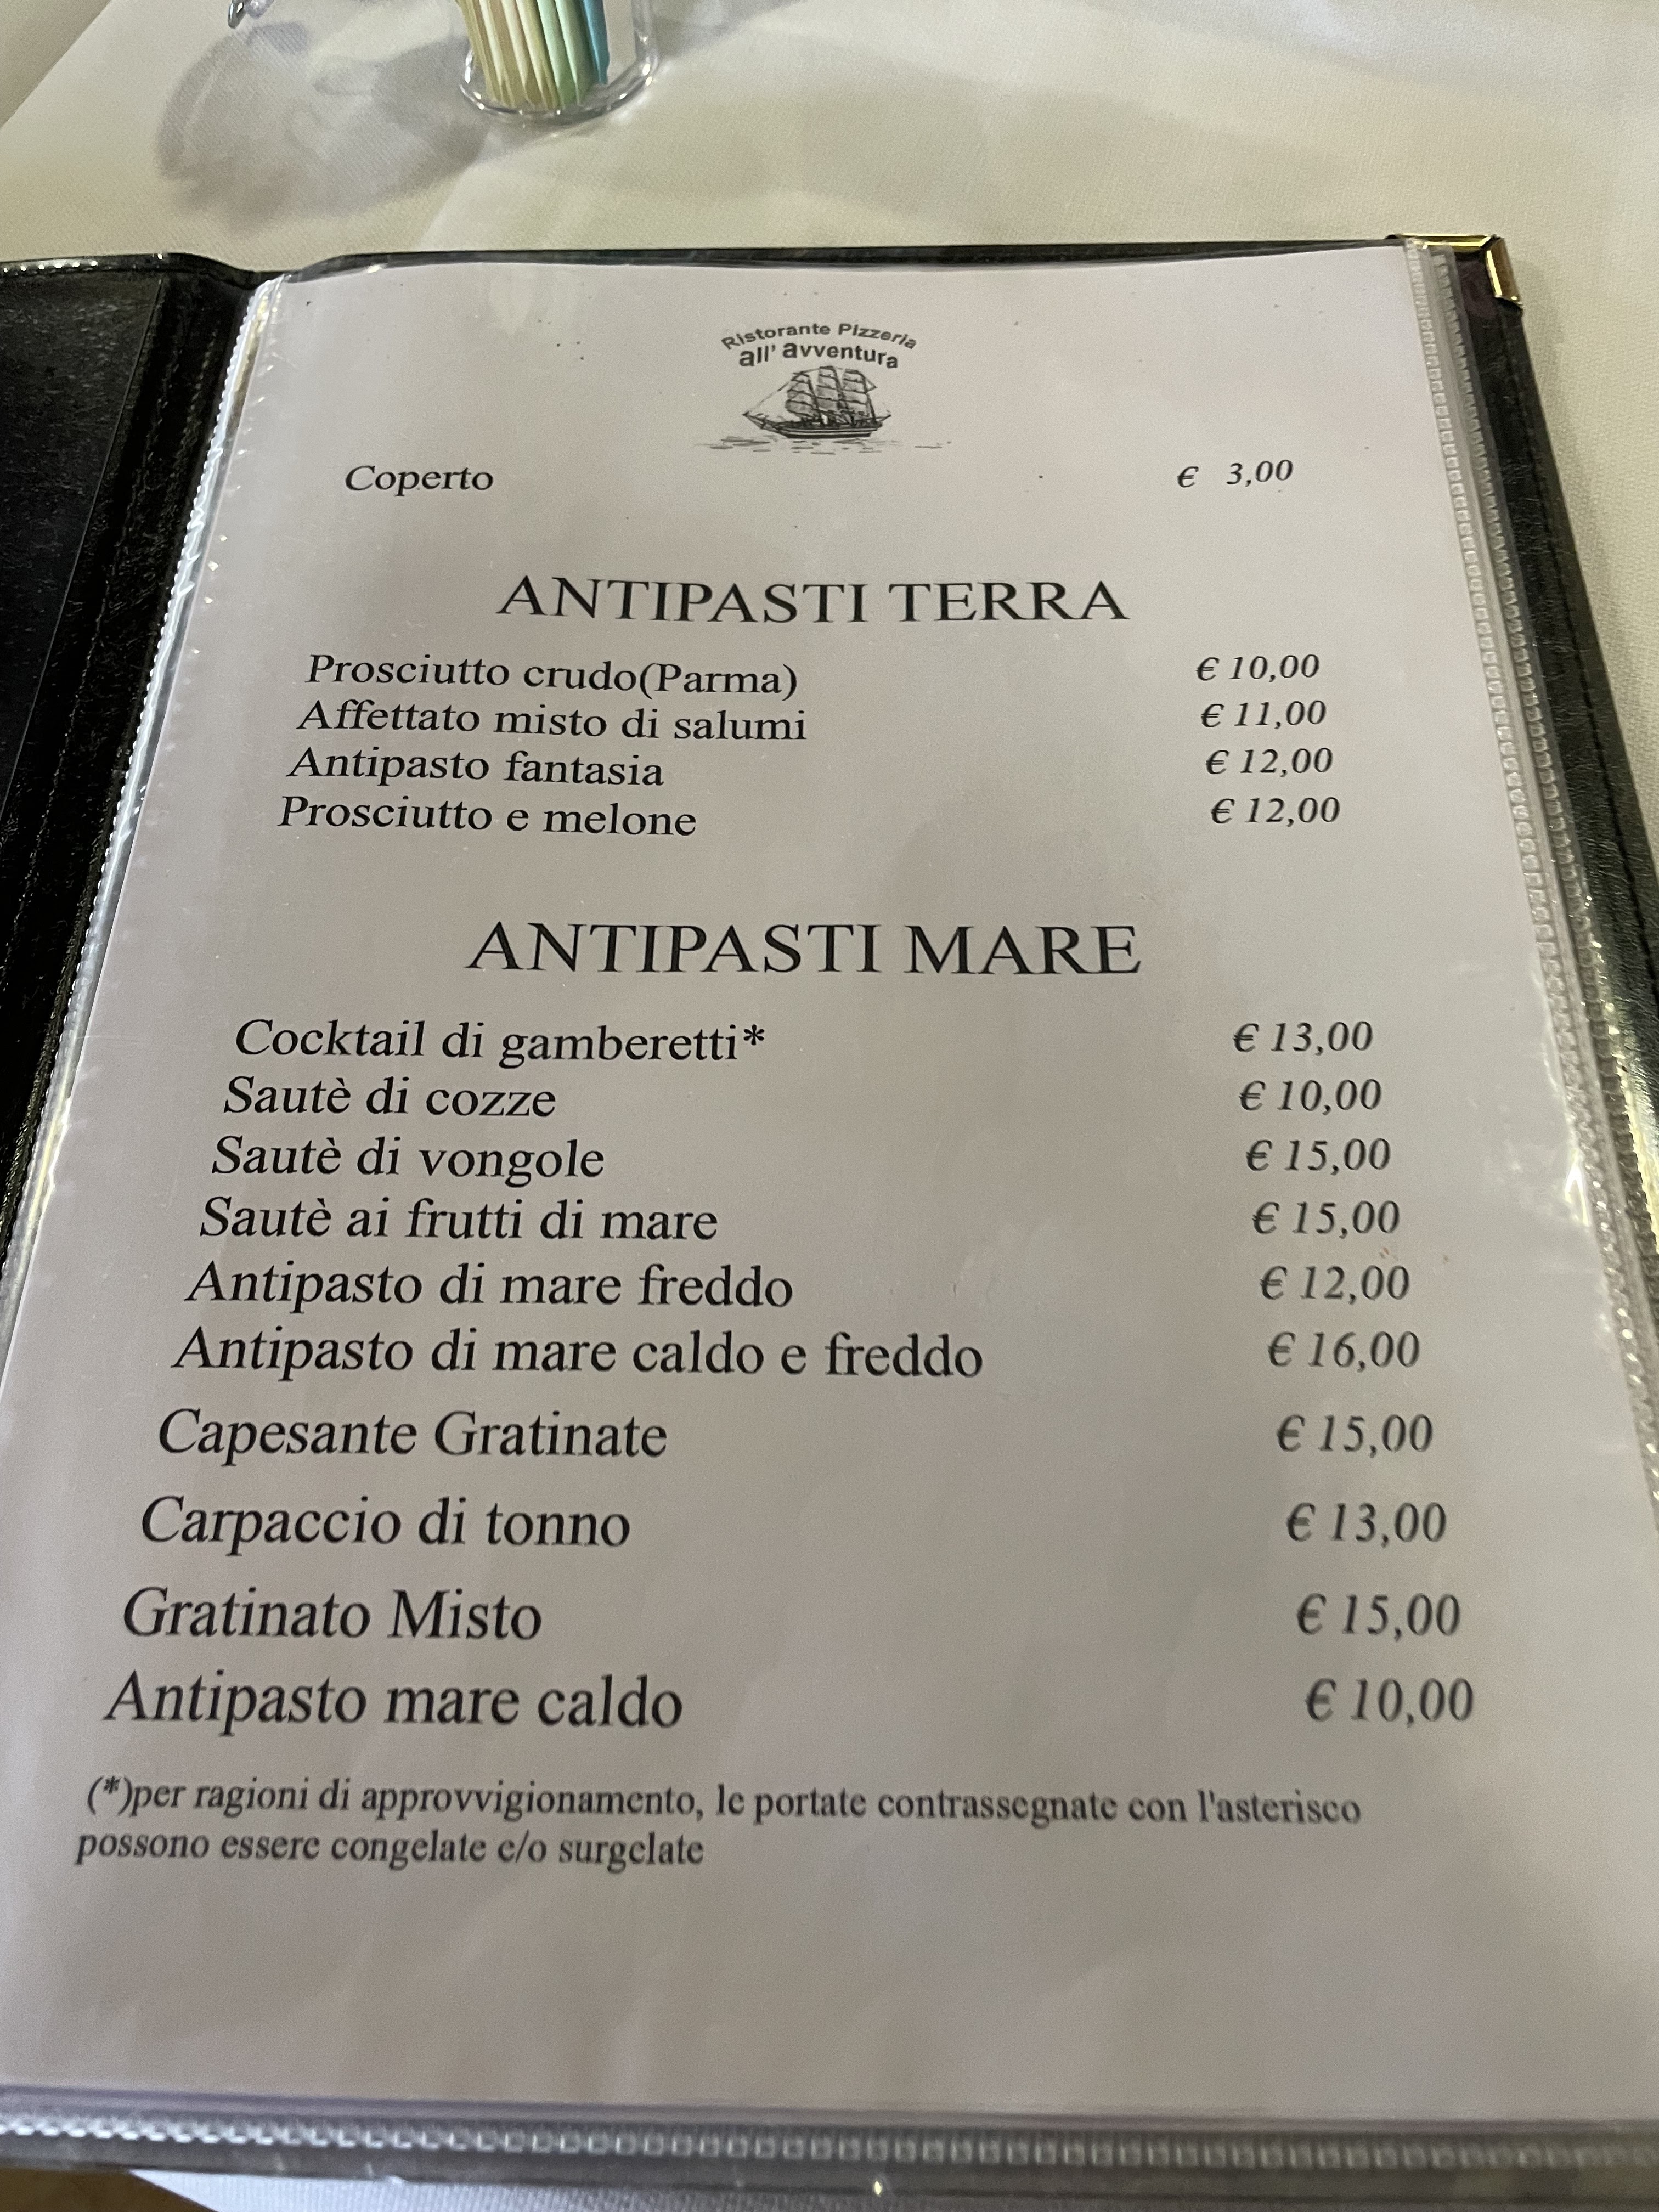 Ristorante Pizzeria
all' avventura
Coperto € 3,00
ANTIPASTI TERRA
Prosciutto crudo(Parma) € 10,00
Affettato misto di salumi € 11,00
Antipasto fantasia € 12,00
Prosciutto e melone € 12,00
ANTIPASTI MARE
Cocktail di gamberetti* € 13,00
Sautè di cozze € 10,00
Sautè di vongole € 15,00
Sautè ai frutti di mare € 15,00
Antipasto di mare freddo € 12,00
Antipasto di mare caldo e freddo € 16,00
Capesante Gratinate € 15,00
Carpaccio di tonno € 13,00
Gratinato Misto € 15,00
Antipasto mare caldo € 10,00
(*)per ragioni di approvvigionamento, le portate contrassegnate con l'asterisco
possono essere congelate e/o surgelate